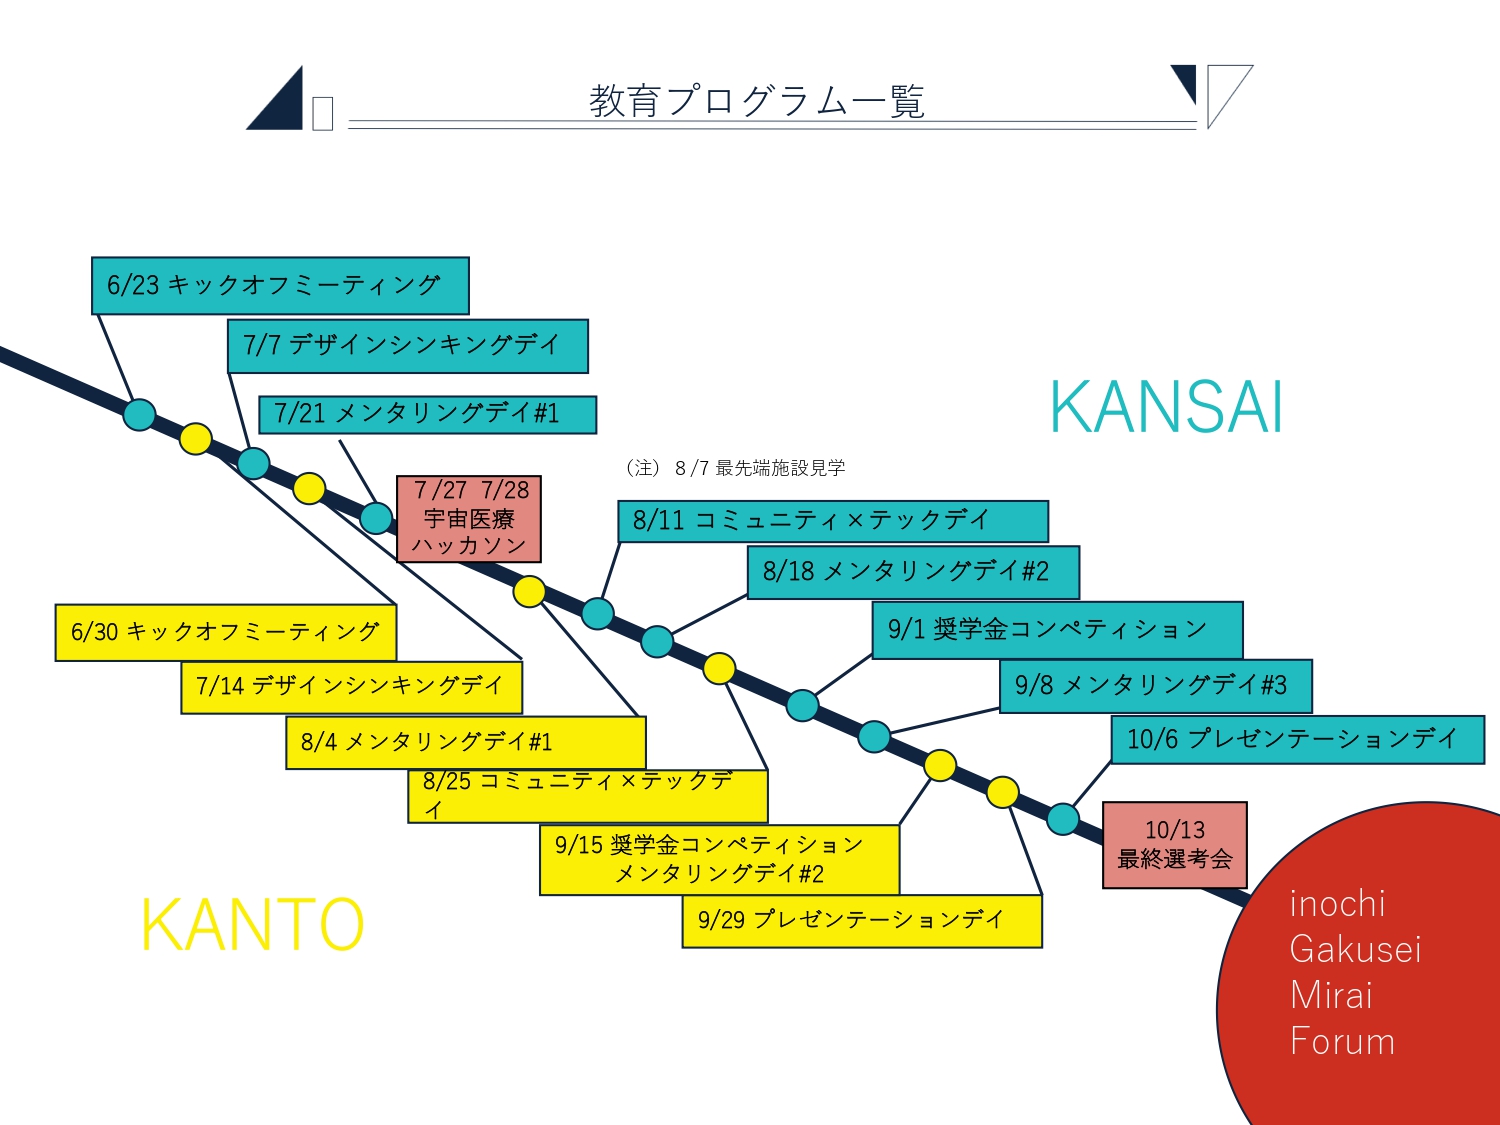 教育プログラム一覧
6/23 キックオフミーティング
7/7 デザインシンキングデイ
7/21 メンタリングデイ#1
KANSAI
（注） 8 /7 最先端施設見学
7 /27 7/28
宇宙医療
ハッカソン
8/11 コミュニティ×テックデイ
8/18 メンタリングデイ#2
9/1 奨学金コンペティション
9/8 メンタリングデイ#3
10/6 プレゼンテーションデイ
6/30 キックオフミーティング
7/14 デザインシンキングデイ
8/4 メンタリングデイ#1
8/25 コミュニティ×テックデ
イ
9/15 奨学金コンペティション
メンタリングデイ#2
9/29 プレゼンテーションデイ
10/13
最終選考会
KANTO
inochi
Gakusei
Mirai
Forum